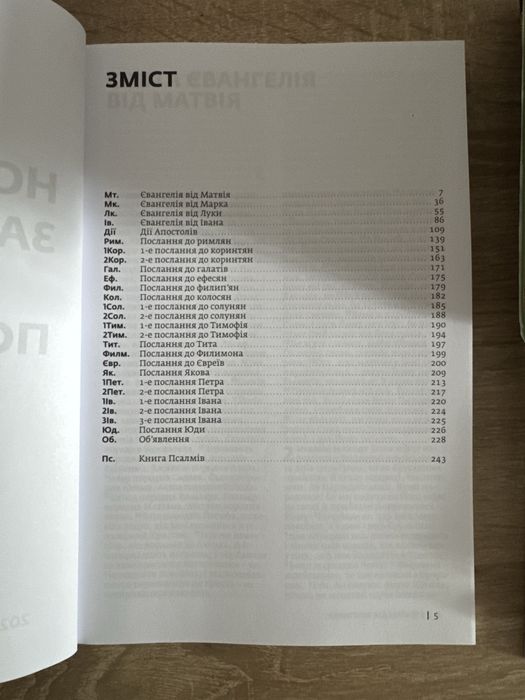 ЗМІСТ
Мт. Євангелія від Матвія 7
Мк. Євангелія від Марка 36
Лк. Євангелія від Луки 55
Ів. Євангелія від Івана 86
Дії Дії Апостолів 109
Рим. Послання до римлян 139
1Кор. 1-е послання до коринтян 151
2Кор. 2-е послання до коринтян 163
Гал. Послання до галатів 171
Еф. Послання до ефесян 175
Фил. Послання до филип'ян 179
Кол. Послання до колосян 182
1Сол. 1-е послання до солунян 185
2Сол. 2-е послання до солунян 188
1Тим. 1-е послання до Тимофія 190
2Тим. 2-е послання до Тимофія 194
Тит. Послання до Тита 197
Филм. Послання до Филимона 199
Євр. Послання до Євреїв 200
Як. Послання Якова 209
1Пет. 1-е послання Петра 213
2Пет. 2-е послання Петра 217
1Ів. 1-е послання Івана 220
2Ів. 2-е послання Івана 224
3Ів. 3-е послання Івана 225
Юд. Послання Юди 226
Об. Об'явлення 228
Пс. Книга Псалмів 243
| 5